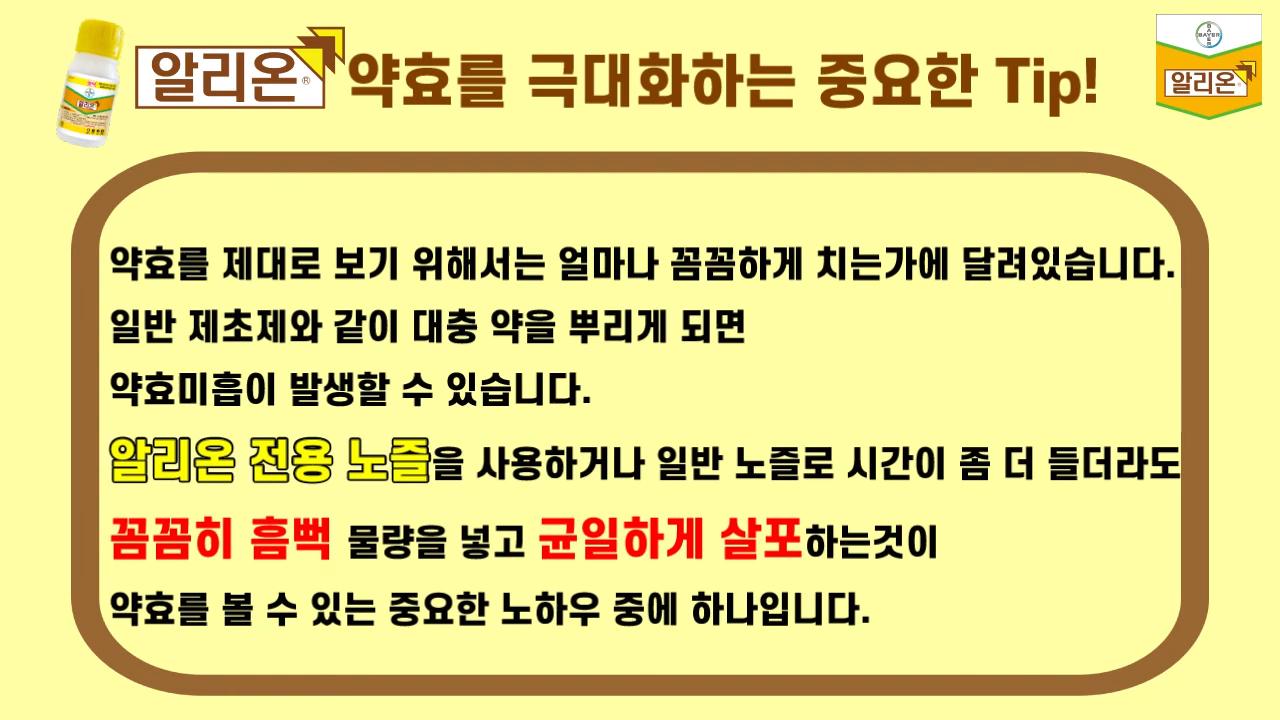 알리온® 약효를 극대화하는 중요한 Tip!
BAYER
알리온
알리온
약효를 제대로 보기 위해서는 얼마나 꼼꼼하게 치는가에 달려있습니다.
일반 제초제와 같이 대충 약을 뿌리게 되면
약효미흡이 발생할 수 있습니다.
알리온 전용 노즐을 사용하거나 일반 노즐로 시간이 좀 더 들더라도
꼼꼼히 흠뻑 물량을 넣고 균일하게 살포하는것이
약효를 볼 수 있는 중요한 노하우 중에 하나입니다.